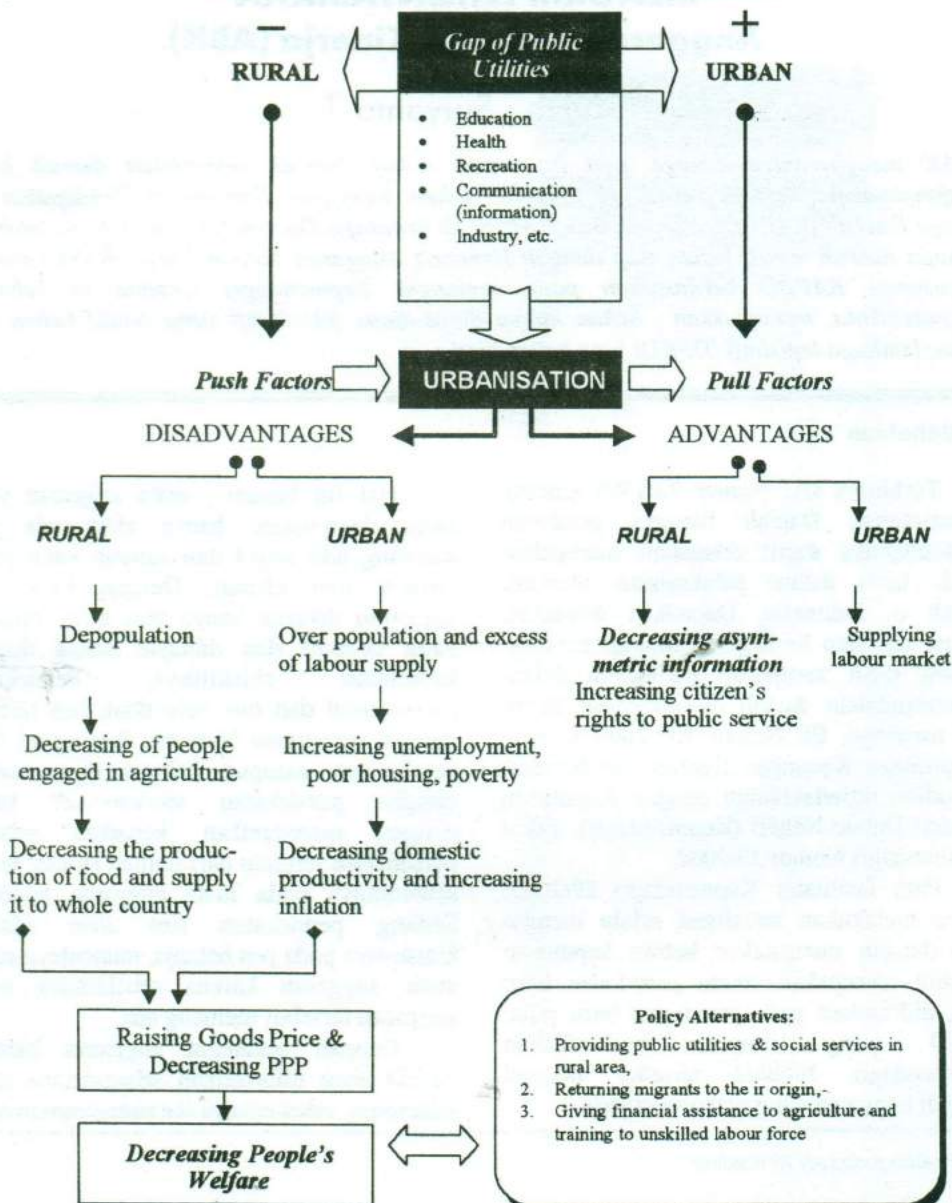 −
+
Gap of Public
Utilities
RURAL
URBAN
• Education
• Health
• Recreation
• Communication
(information)
• Industry, etc.
Push Factors
URBANISATION
Pull Factors
DISADVANTAGES
ADVANTAGES
RURAL
URBAN
RURAL
URBAN
Depopulation
Over population and excess
of labour supply
Decreasing asym-
metric information
Increasing citizen's
rights to public service
Supplying
labour market
Decreasing of people
engaged in agriculture
Increasing unemployment,
poor housing, poverty
Decreasing the produc-
tion of food and supply
it to whole country
Decreasing domestic
productivity and increasing
inflation
Raising Goods Price &
Decreasing PPP
Decreasing People's
Welfare
Policy Alternatives:
1. Providing public utilities & social services in
rural area,
2. Returning migrants to the ir origin,
3. Giving financial assistance to agriculture and
training to unskilled labour force